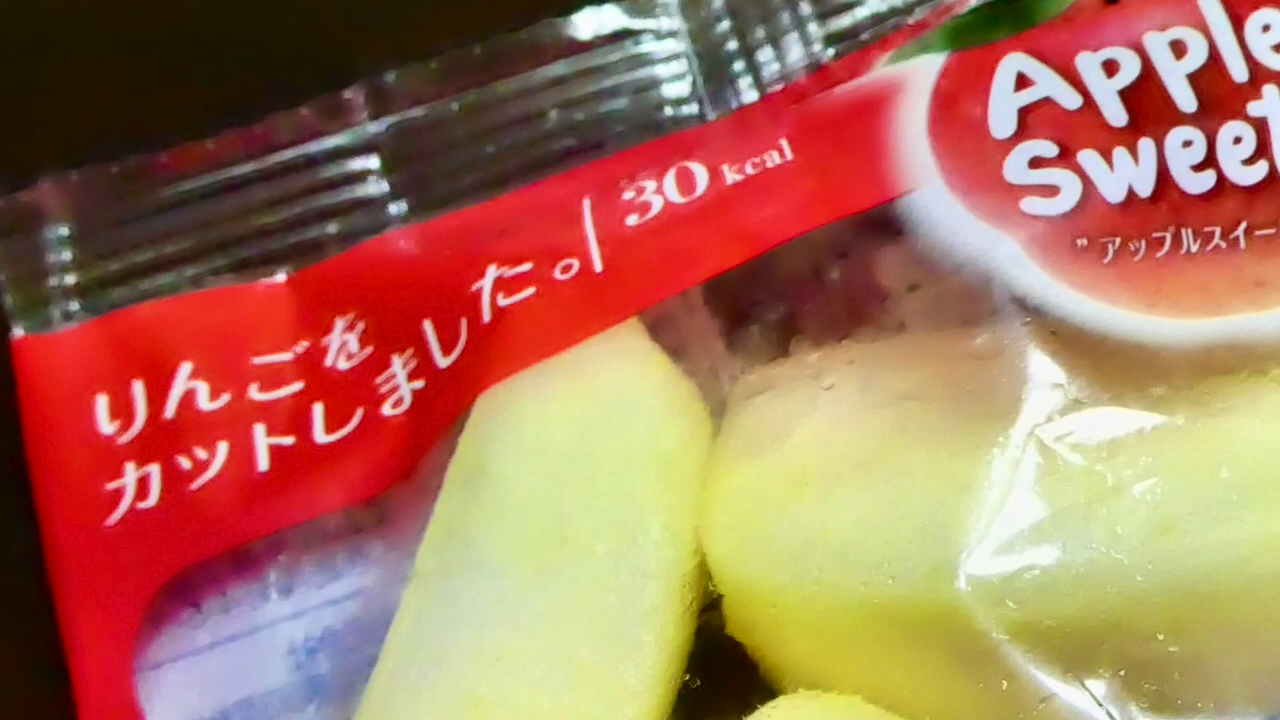 りんごを
カットしました。
30 kcal
Apple
Sweet
"アップルスイー